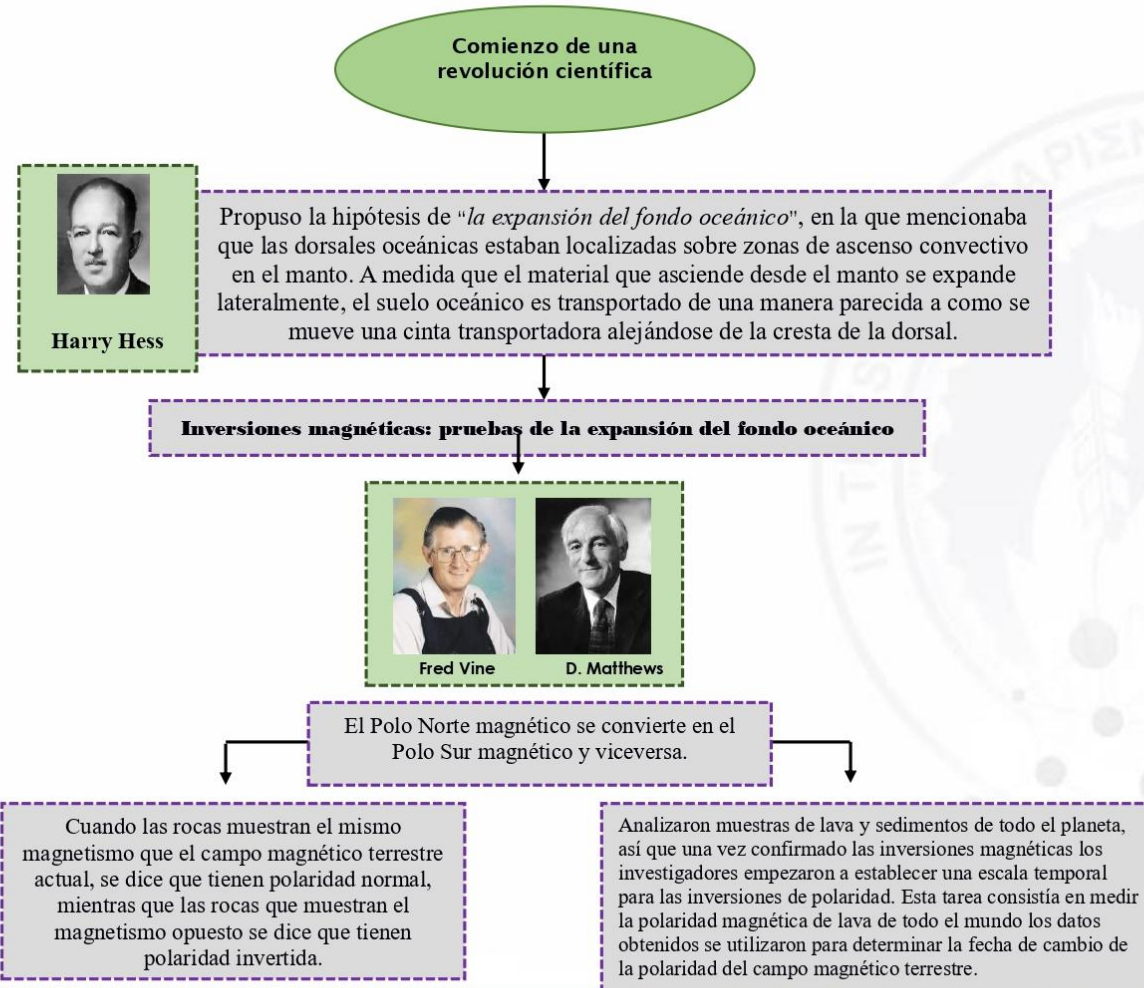 Comienzo de una
revolución científica
Propuso la hipótesis de “la expansión del fondo oceánico", en la que mencionaba
que las dorsales oceánicas estaban localizadas sobre zonas de ascenso convectivo
en el manto. A medida que el material que asciende desde el manto se expande
lateralmente, el suelo oceánico es transportado de una manera parecida a como se
mueve una cinta transportadora alejándose de la cresta de la dorsal.
Harry Hess
Inversiones magnéticas: pruebas de la expansión del fondo oceánico
Fred Vine
D. Matthews
El Polo Norte magnético se convierte en el
Polo Sur magnético y viceversa.
Cuando las rocas muestran el mismo
magnetismo que el campo magnético terrestre
actual, se dice que tienen polaridad normal,
mientras que las rocas que muestran el
magnetismo opuesto se dice que tienen
polaridad invertida.
Analizaron muestras de lava y sedimentos de todo el planeta,
así que una vez confirmado las inversiones magnéticas los
investigadores empezaron a establecer una escala temporal
para las inversiones de polaridad. Esta tarea consistía en medir
la polaridad magnética de lava de todo el mundo los datos
obtenidos se utilizaron para determinar la fecha de cambio de
la polaridad del campo magnético terrestre.